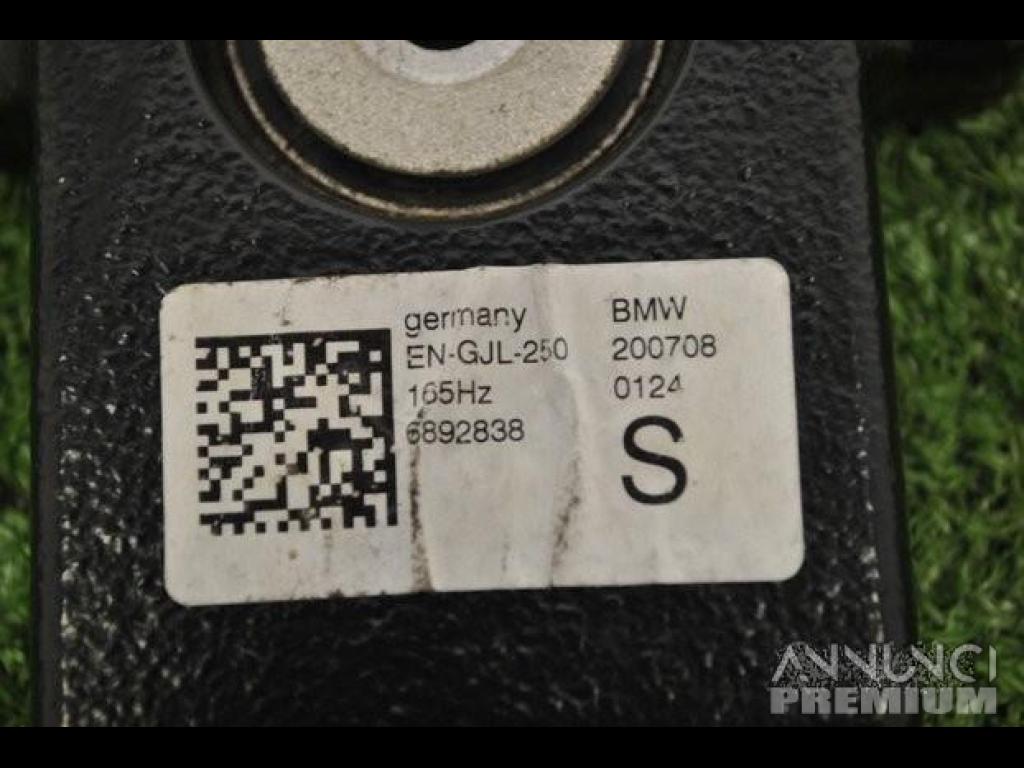 germany
EN-GJL-250
165Hz
6892838
BMW
200708
0124
S
ANNUNCI
PREMIUM